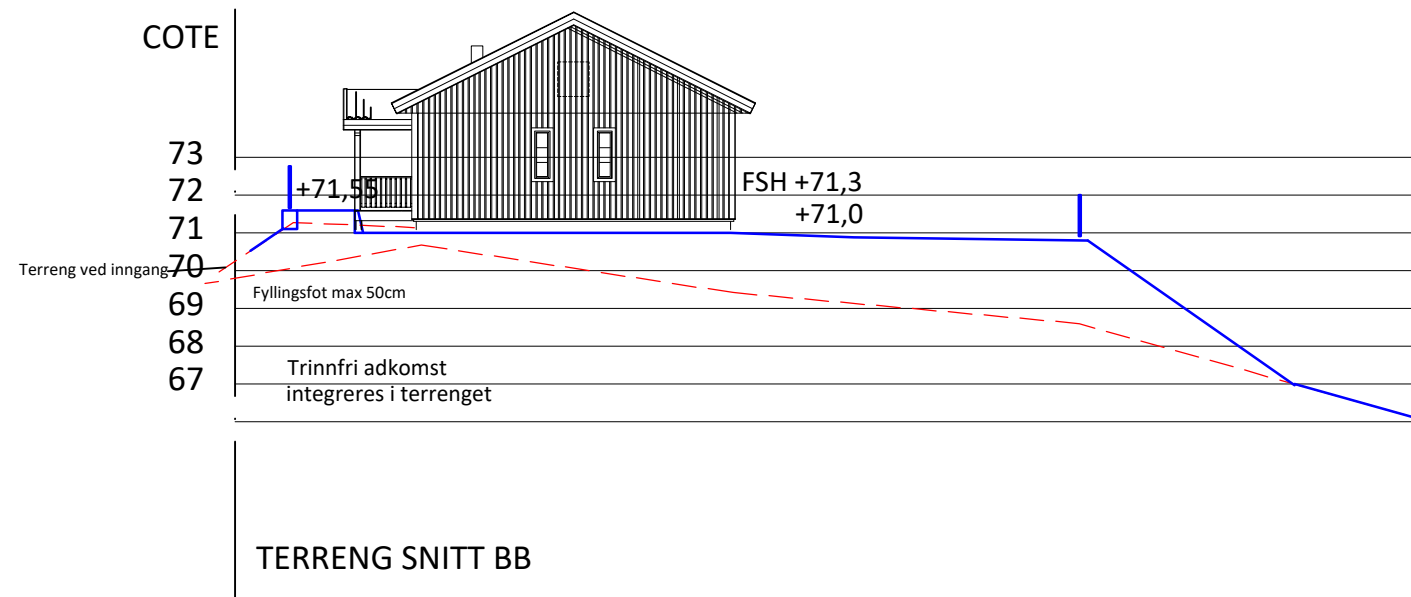 COTE
73
72
+71,55
FSH +71,3
+71,0
71
Terreng ved inngang
70
Fyllingsfot max 50cm
69
68
67
Trinnfri adkomst
integreres i terrenget
TERRENG SNITT BB